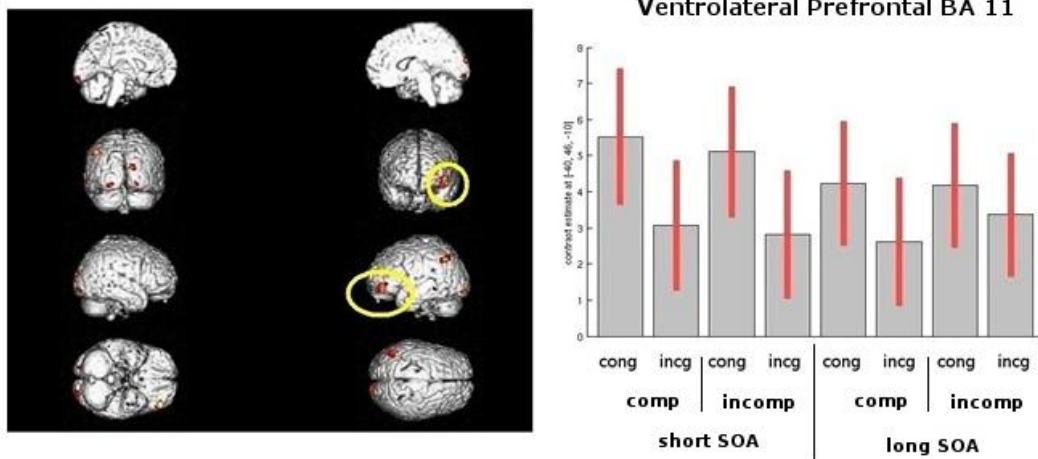 Ventrolateral Prefrontal BA 11
contrast estimate at [-40, 46, -10]
8
7
6
5
4
3
2
1
0
cong incg cong incg cong incg cong incg
comp incomp comp incomp
short SOA long SOA